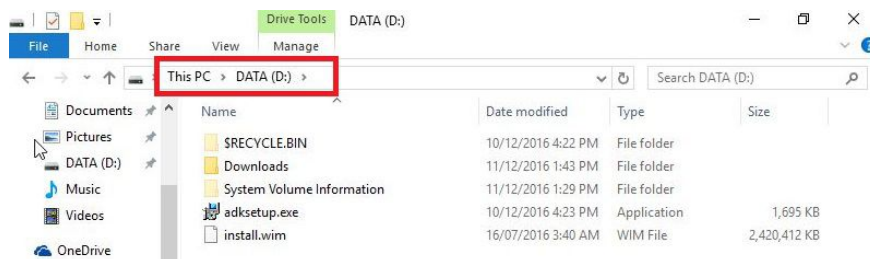 Drive Tools DATA (D:)
File Home Share View Manage
This PC > DATA (D:) > Search DATA (D:)
Documents Name Date modified Type Size
Pictures $RECYCLE.BIN 10/12/2016 4:22 PM File folder
DATA (D:) Downloads 11/12/2016 1:43 PM File folder
Music System Volume Information 11/12/2016 1:29 PM File folder
Videos adksetup.exe 10/12/2016 4:23 PM Application 1,695 KB
install.wim 16/07/2016 3:40 AM WIM File 2,420,412 KB
OneDrive